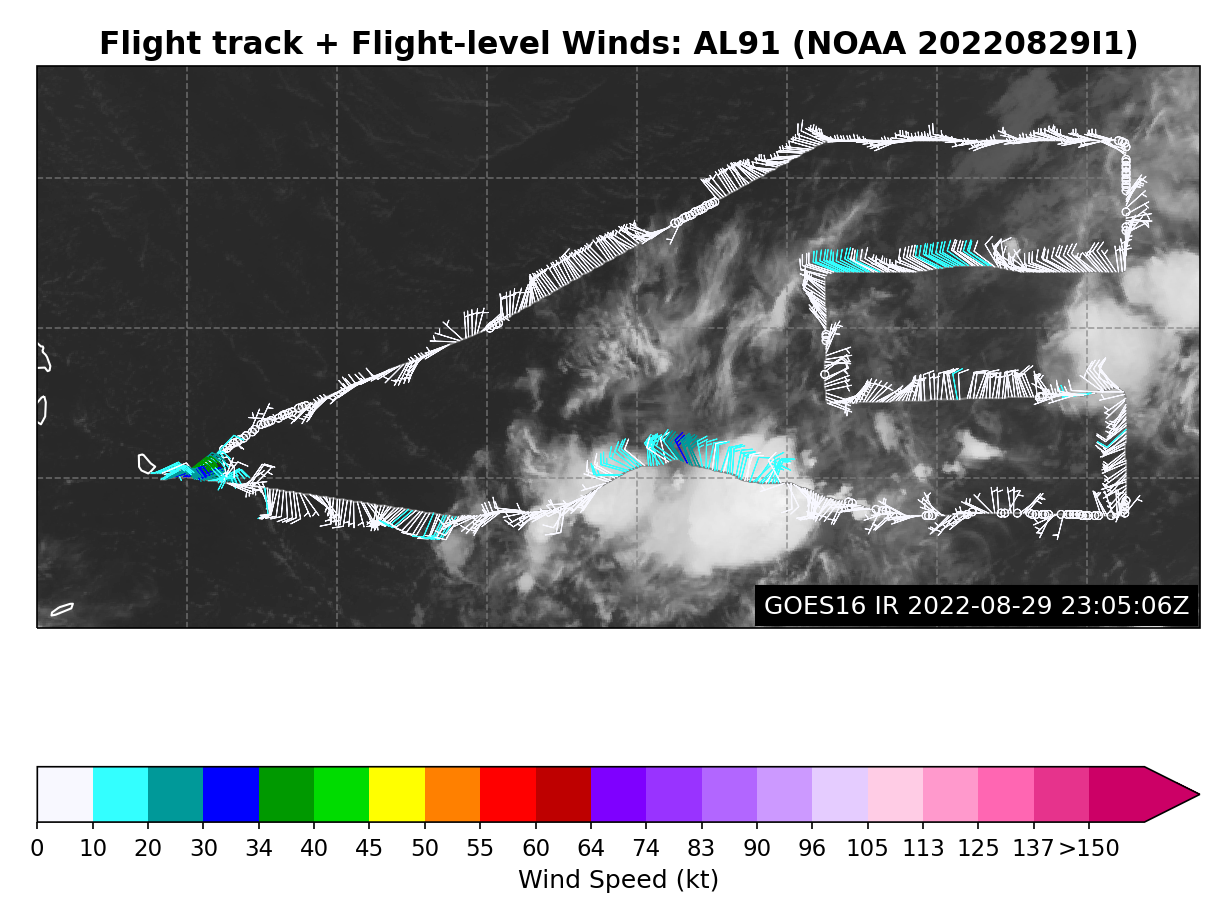 Flight track + Flight-level Winds: AL91 (NOAA 20220829I1)
GOES16 IR 2022-08-29 23:05:06Z
0 10 20 30 34 40 45 50 55 60 64 74 83 90 96 105 113 125 137 >150
Wind Speed (kt)